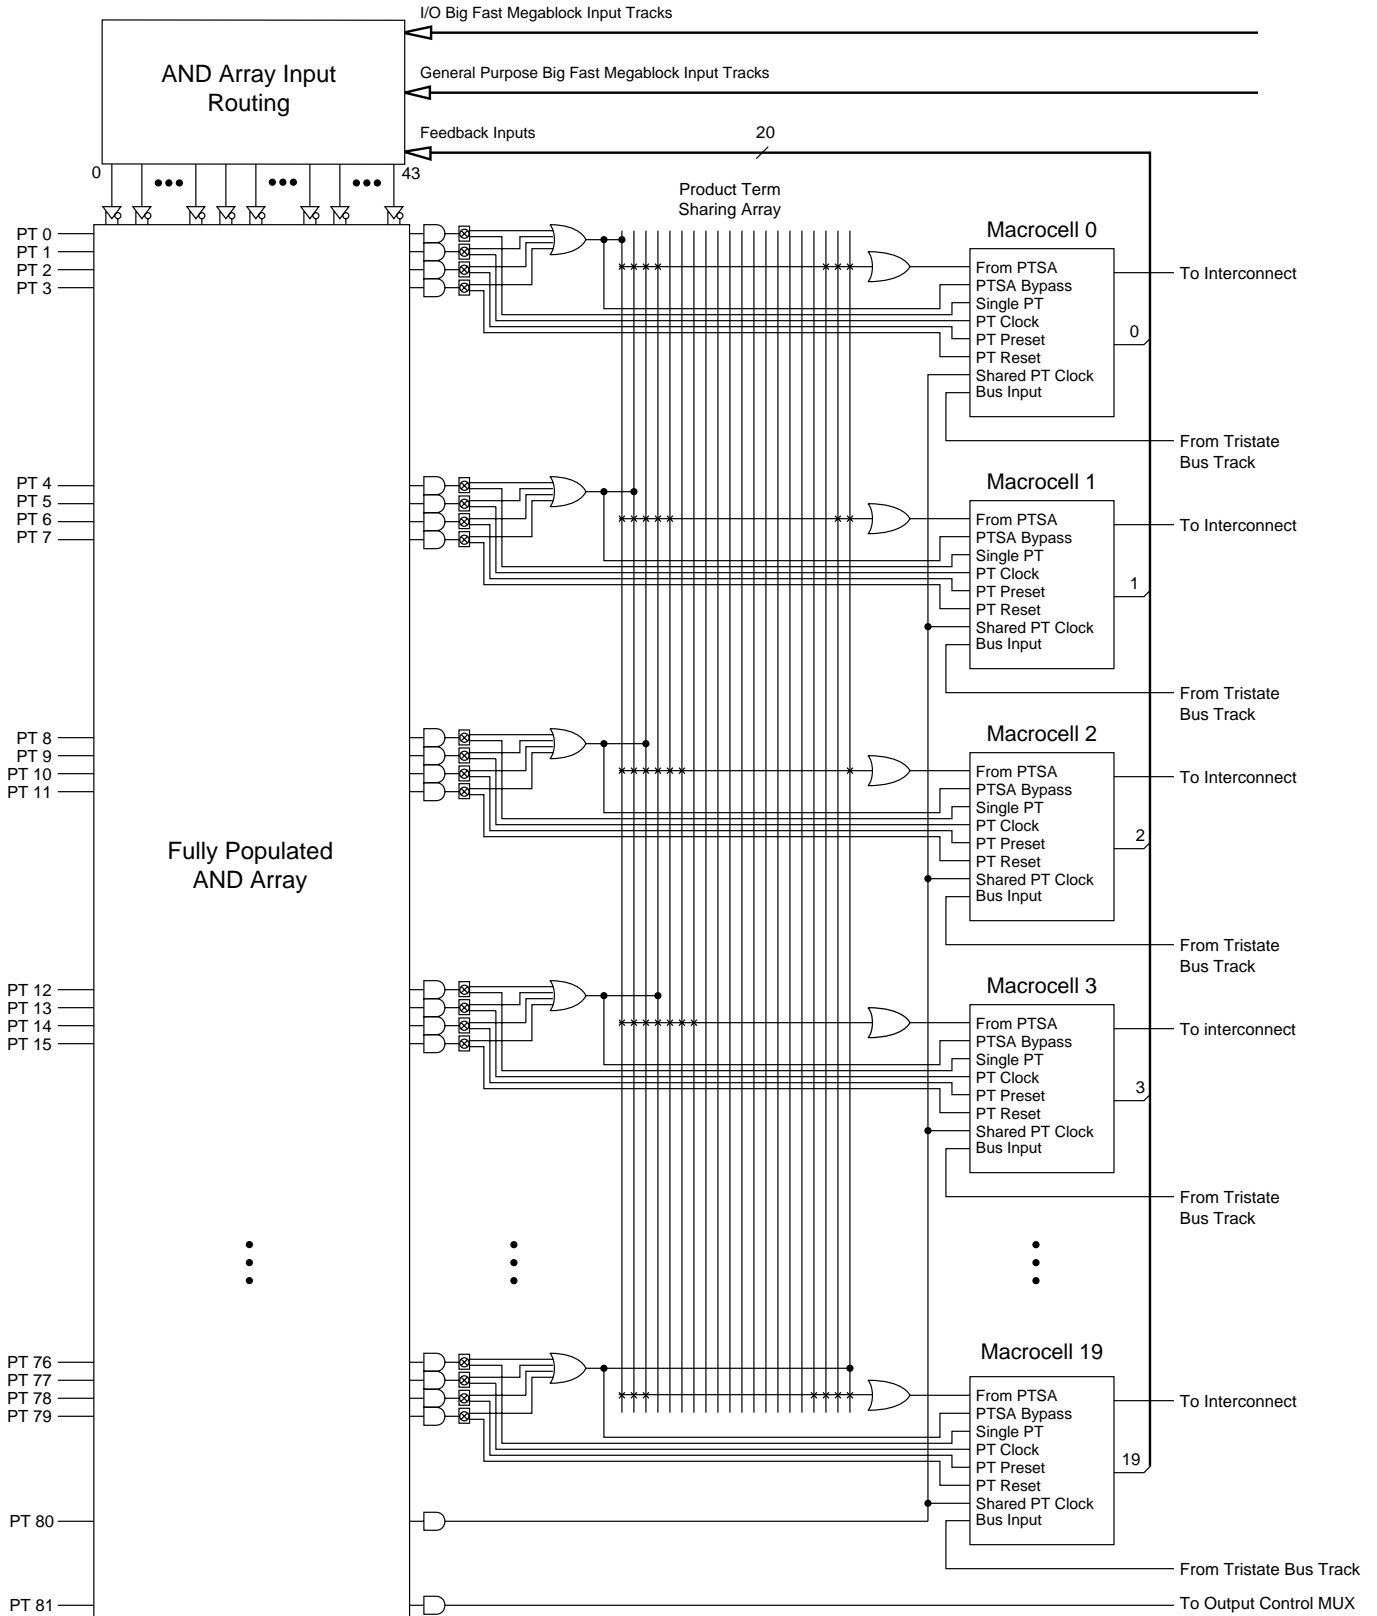 I/O Big Fast Megablock Input Tracks
AND Array Input
Routing
General Purpose Big Fast Megablock Input Tracks
Feedback Inputs
20
0
43
Product Term
Sharing Array
PT 0
PT 1
PT 2
PT 3
Macrocell 0
From PTSA
PTSA Bypass
Single PT
PT Clock
PT Preset
PT Reset
Shared PT Clock
Bus Input
To Interconnect
0
From Tristate
Bus Track
PT 4
PT 5
PT 6
PT 7
Macrocell 1
From PTSA
PTSA Bypass
Single PT
PT Clock
PT Preset
PT Reset
Shared PT Clock
Bus Input
To Interconnect
1
From Tristate
Bus Track
PT 8
PT 9
PT 10
PT 11
Macrocell 2
From PTSA
PTSA Bypass
Single PT
PT Clock
PT Preset
PT Reset
Shared PT Clock
Bus Input
To Interconnect
2
From Tristate
Bus Track
Fully Populated
AND Array
PT 12
PT 13
PT 14
PT 15
Macrocell 3
From PTSA
PTSA Bypass
Single PT
PT Clock
PT Preset
PT Reset
Shared PT Clock
Bus Input
To interconnect
3
From Tristate
Bus Track
PT 76
PT 77
PT 78
PT 79
Macrocell 19
From PTSA
PTSA Bypass
Single PT
PT Clock
PT Preset
PT Reset
Shared PT Clock
Bus Input
To Interconnect
19
PT 80
From Tristate Bus Track
PT 81
To Output Control MUX